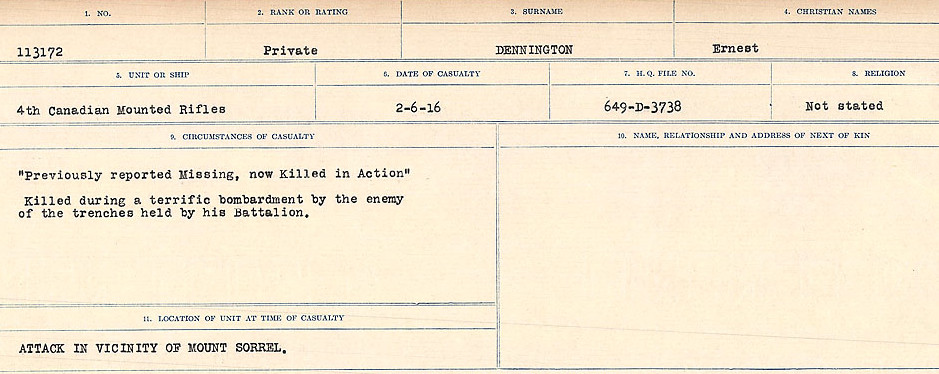 1. NO. 2. RANK OR RATING 3. SURNAME 4. CHRISTIAN NAMES
113172 Private DENNINGTON Ernest
5. UNIT OR SHIP 6. DATE OF CASUALTY 7. H. Q. FILE NO. 8. RELIGION
4th Canadian Mounted Rifles 2-6-16 649-D-3738 Not stated
9. CIRCUMSTANCES OF CASUALTY 10. NAME, RELATIONSHIP AND ADDRESS OF NEXT OF KIN
"Previously reported Missing, now Killed in Action"
Killed during a terrific bombardment by the enemy
of the trenches held by his Battalion.
11. LOCATION OF UNIT AT TIME OF CASUALTY
ATTACK IN VICINITY OF MOUNT SORREL.